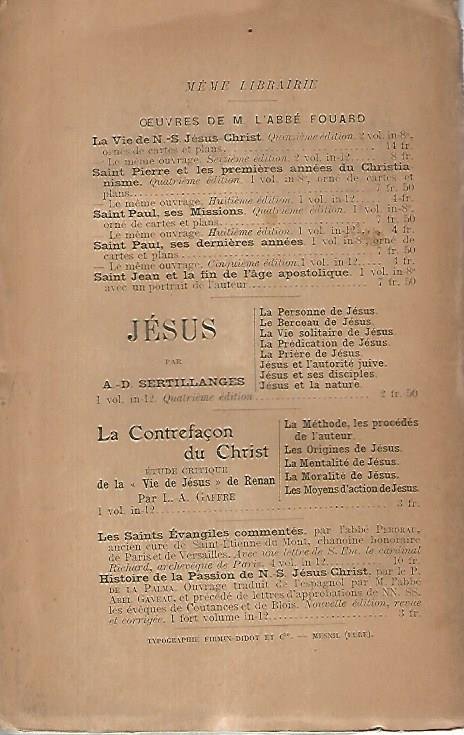 MÊME LIBRAIRIE
ŒUVRES DE M. L'ABBÉ FOUARD
La Vie de N.-S. Jésus-Christ. Quinzième édition. 2 vol. in-8º,
ornés de cartes et plans. 14 fr.
— Le même ouvrage. Seizième édition. 2 vol. in-12. 8 fr.
Saint Pierre et les premières années du Christia
nisme. Quatrième édition. 1 vol. in-8º, orné de cartes et
plans. 7 fr. 50
— Le même ouvrage. Huitième édition. 1 vol. in-12. 4 fr.
Saint Paul, ses Missions. Quatrième édition. 1 vol. in-8º,
orné de cartes et plans. 7 fr. 50
— Le même ouvrage. Huitième édition. 1 vol. in-12. 4 fr.
Saint Paul, ses dernières années. 1 vol. in-8º, orné de
cartes et plans 7 fr. 50
— Le même ouvrage. Cinquième édition. 1 vol. in-12. 4 fr.
Saint Jean et la fin de l'âge apostolique. 1 vol. in-8º
avec un portrait de l'auteur. 7 fr. 50
JÉSUS
PAR
A.-D. SERTILLANGES
La Personne de Jésus.
Le Berceau de Jésus.
La Vie solitaire de Jésus
La Prédication de Jésus.
La Prière de Jésus.
Jésus et l'autorité juive.
Jésus et ses disciples.
Jésus et la nature.
1 vol. in-12. Quatrième édition 2 fr. 50
La Contrefaçon
du Christ
ÉTUDE CRITIQUE
de la « Vie de Jésus » de Renan
Par L. A. GAFFRE
La Méthode, les procédés
de l'auteur.
Les Origines de Jésus.
La Mentalité de Jésus.
La Moralité de Jésus.
Les Moyens d'action de Jesus.
1 vol. in-12. 3 fr.
Les Saints Évangiles commentés, par l'abbé PERDRAU,
ancien curé de Saint-Étienne-du-Mont, chanoine honoraire
de Paris et de Versailles. Avec une lettre de S. Em. le cardinal
Richard, archevêque de Paris. 4 vol. in-12. 10 fr.
Histoire de la Passion de N. S. Jésus Christ, par le P.
DE LA PALMA. Ouvrage traduit de l'espagnol par M. l'abbé
ABEL GAVEAU, et précédé de lettres d'approbations de NN. SS.
les évêques de Coutances et de Blois. Nouvelle édition, revue
et corrigée. 1 fort volume in-12. 3 fr.
TYPOGRAPHIE FIRMIN-DIDOT ET Cie. — MESNIL (EURE).